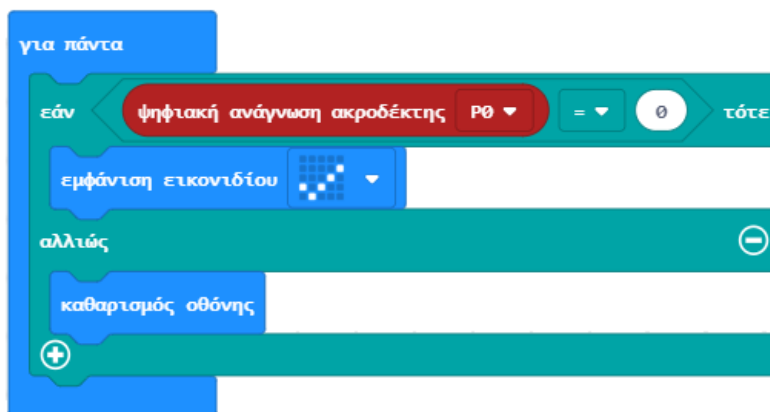 για πάντα
εάν ψηφιακή ανάγνωση ακροδέκτης P0 = 0 τότε
εμφάνιση εικονιδίου
αλλιώς
καθαρισμός οθόνης